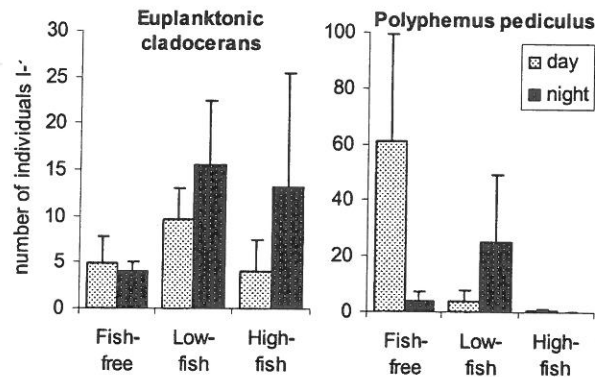 Euplanktonic
cladocerans
Polyphemus pediculus
number of individuals l-1
30
25
20
15
10
5
0
100
80
60
40
20
0
day
night
Fish-
free
Low-
fish
High-
fish
Fish-
free
Low-
fish
High-
fish